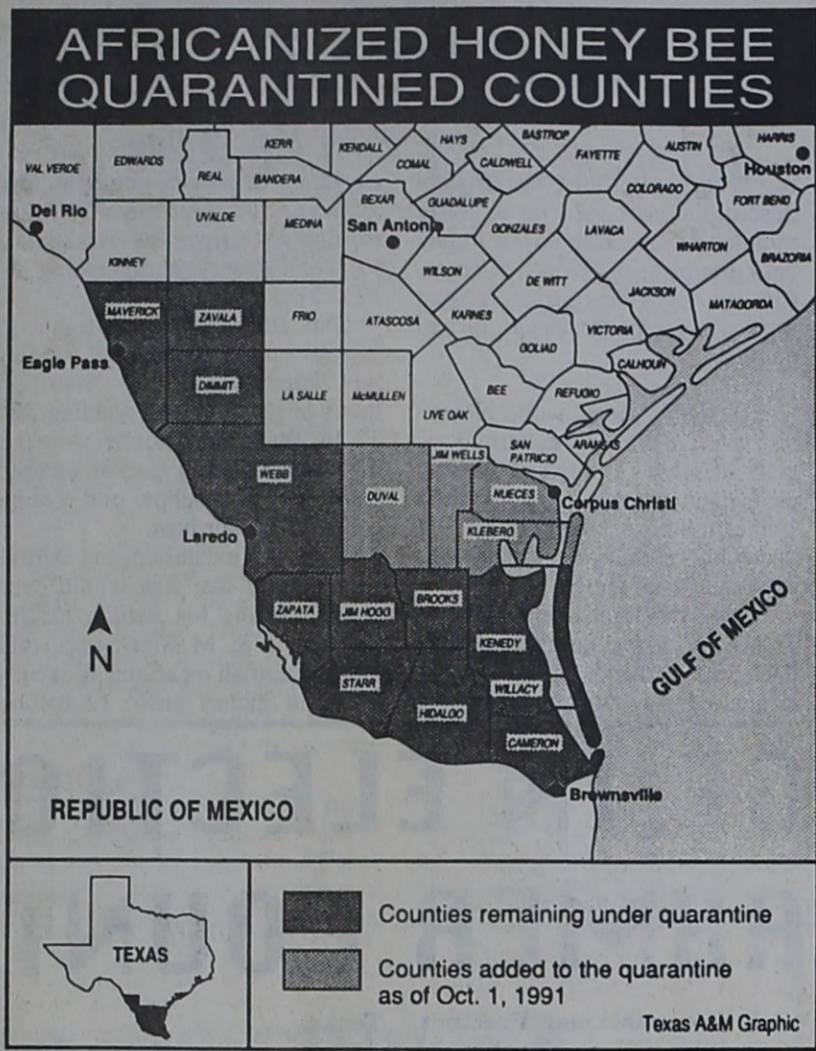 AFRICANIZED HONEY BEE
QUARANTINED COUNTIES
VAL VERDE
EDWARDS
REAL
KERR
BANDERA
KENDALL
HAYS
COMAL
BASTROP
CALDWELL
FAYETTE
AUSTIN
HARRIS
Houston
COLORADO
FORT BEND
Del Rio
UVALDE
MEDINA
BEXAR
San Antonio
GUADALUPE
GONZALES
LAVACA
WHARTON
BRAZORIA
KINNEY
WILSON
DE WITT
JACKSON
MATAGORDA
MAVERICK
ZAVALA
FRIO
ATASCOSA
KARNES
GOLIAD
VICTORIA
CALHOUN
Eagle Pass
DIMMIT
LA SALLE
McMULLEN
LIVE OAK
BEE
REFUGIO
SAN
PATRICIO
ARANSAS
WEBB
DUVAL
JIM WELLS
NUECES
Corpus Christi
KLEBERG
Laredo
ZAPATA
JIM HOGG
BROOKS
KENEDY
N
STARR
HIDALGO
WILLACY
CAMERON
GULF OF MEXICO
Brownsville
REPUBLIC OF MEXICO
TEXAS
Counties remaining under quarantine
Counties added to the quarantine
as of Oct. 1, 1991
Texas A&M Graphic